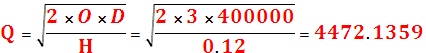 Q = √(2 × O × D / H) = √(2 × 3 × 400000 / 0.12) = 4472.1359